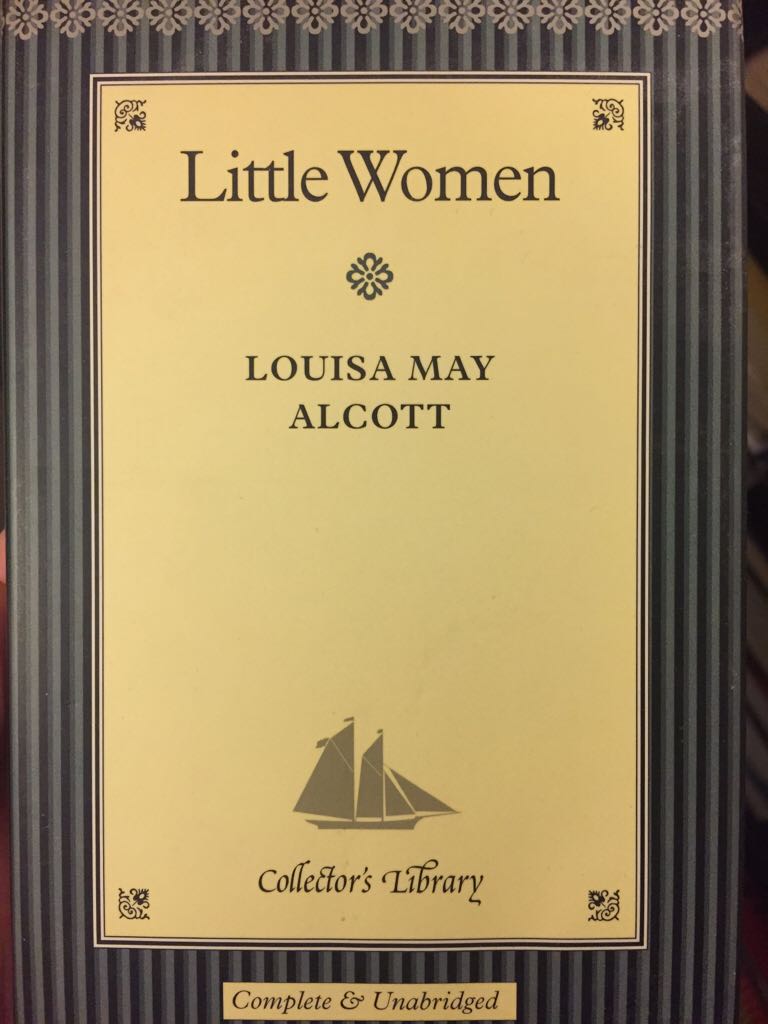 Little Women
LOUISA MAY
ALCOTT
Collector's Library
Complete & Unabridged